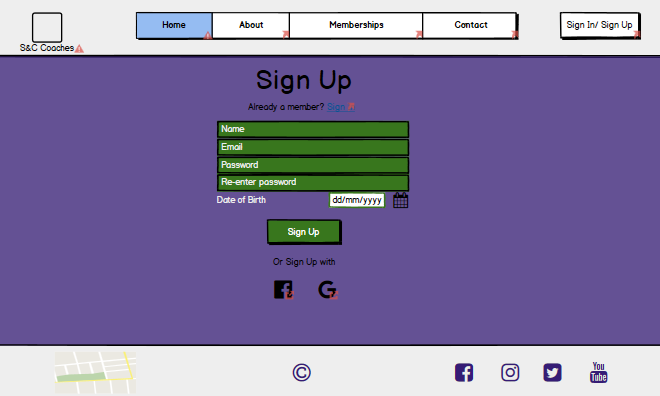 Home
About
Memberships
Contact
Sign In/ Sign Up
S&C Coaches
Sign Up
Already a member? Sign
Name
Email
Password
Re-enter password
Date of Birth
dd/mm/yyyy
Sign Up
Or Sign Up with
©
You
Tube